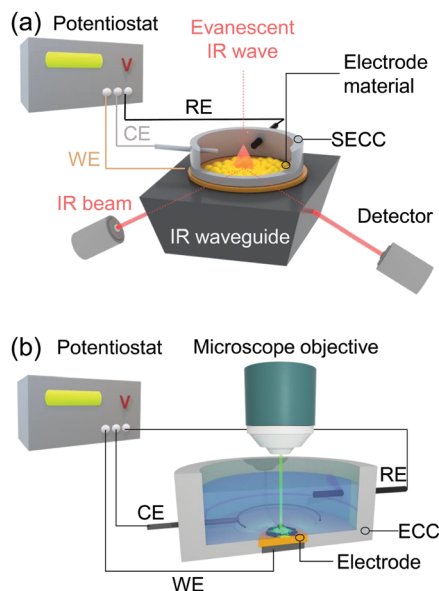 (a)
Potentiostat
Evanescent
IR wave
Electrode
material
V
RE
CE
SECC
WE
IR beam
Detector
IR waveguide
(b)
Potentiostat
Microscope objective
V
RE
CE
ECC
Electrode
WE